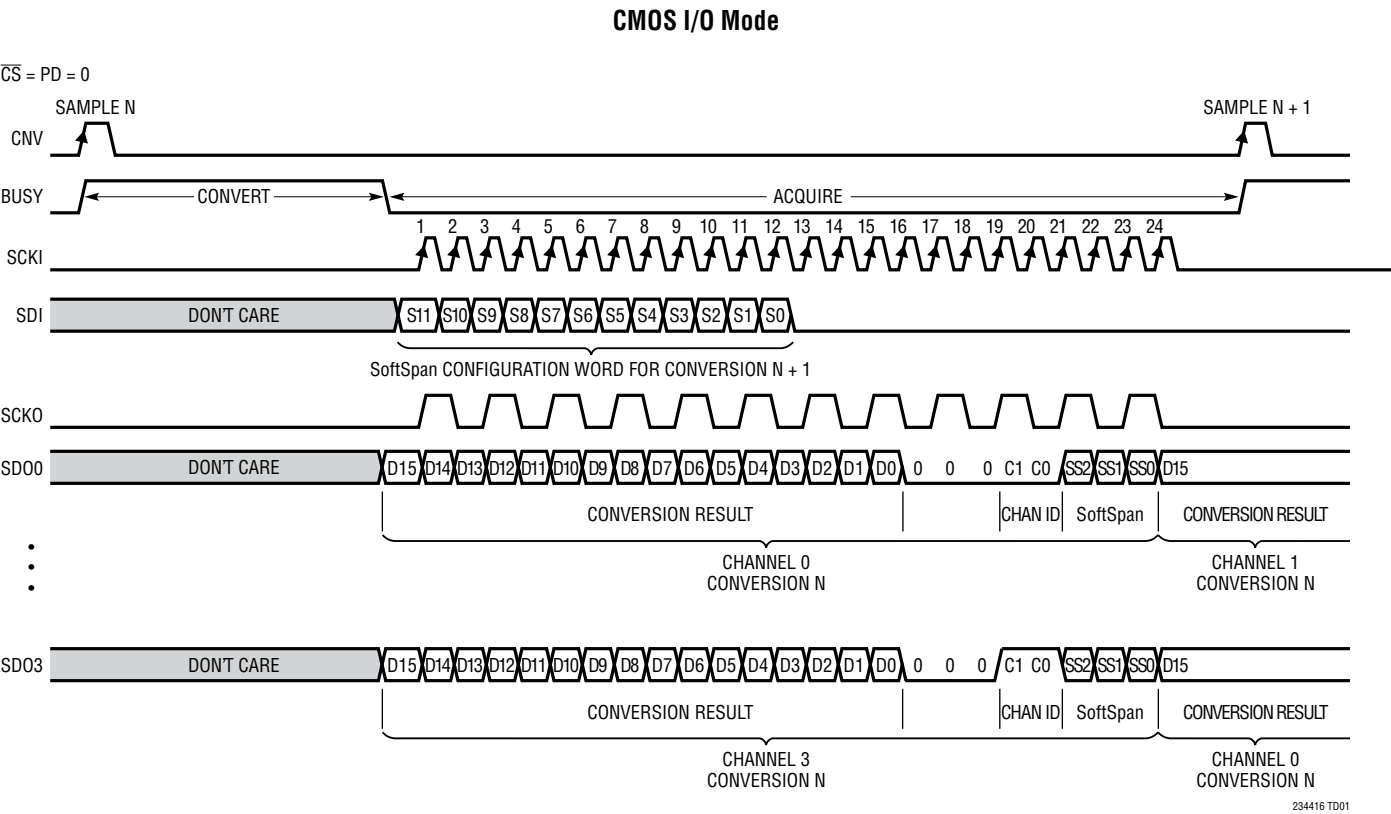 CMOS I/O Mode
CS = PD = 0
SAMPLE N
SAMPLE N + 1
CNV
BUSY
CONVERT
ACQUIRE
1 2 3 4 5 6 7 8 9 10 11 12 13 14 15 16 17 18 19 20 21 22 23 24
SCKI
SDI
DON'T CARE
S11 S10 S9 S8 S7 S6 S5 S4 S3 S2 S1 S0
SoftSpan CONFIGURATION WORD FOR CONVERSION N + 1
SCKO
SDO0
DON'T CARE
D15 D14 D13 D12 D11 D10 D9 D8 D7 D6 D5 D4 D3 D2 D1 D0 0 0 0 C1 C0 SS2 SS1 SS0 D15
CONVERSION RESULT
CHAN ID
SoftSpan
CONVERSION RESULT
CHANNEL 0
CONVERSION N
CHANNEL 1
CONVERSION N
SDO3
DON'T CARE
D15 D14 D13 D12 D11 D10 D9 D8 D7 D6 D5 D4 D3 D2 D1 D0 0 0 0 C1 C0 SS2 SS1 SS0 D15
CONVERSION RESULT
CHAN ID
SoftSpan
CONVERSION RESULT
CHANNEL 3
CONVERSION N
CHANNEL 0
CONVERSION N
234416 TD01